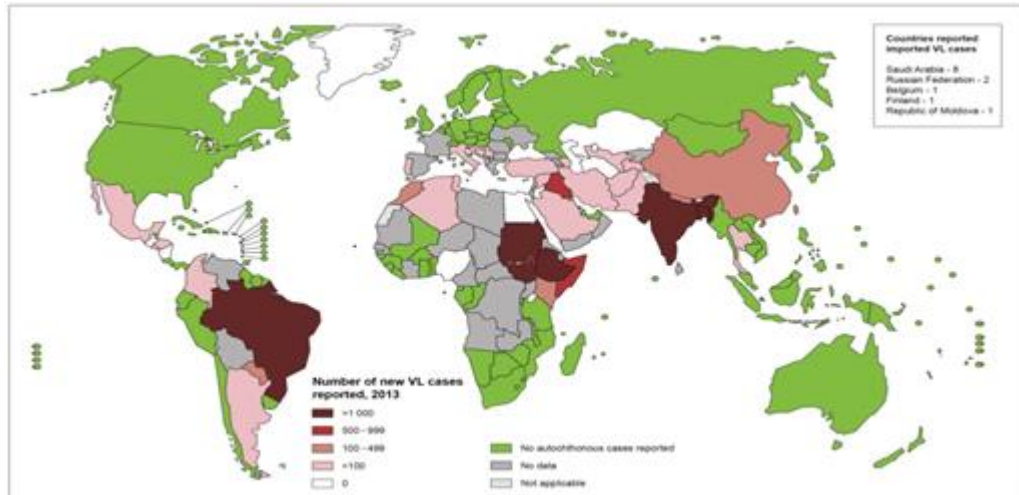 Countries reported
imported VL cases
Saudi Arabia - 8
Russian Federation - 2
Belgium - 1
Finland - 1
Republic of Moldova - 1
Number of new VL cases
reported, 2013
>1 000
500 - 999
100 - 499
<100
0
No autochthonous cases reported
No data
Not applicable